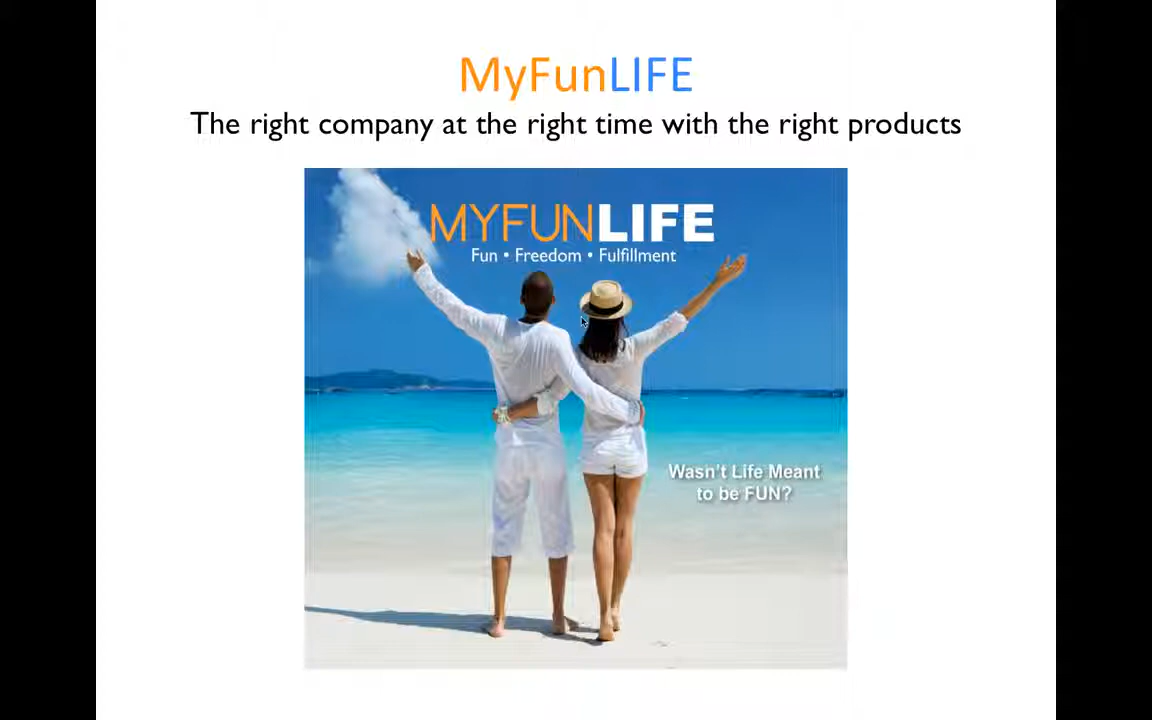 MyFunLIFE
The right company at the right time with the right products
MYFUNLIFE
Fun • Freedom • Fulfillment
Wasn't Life Meant
to be FUN?